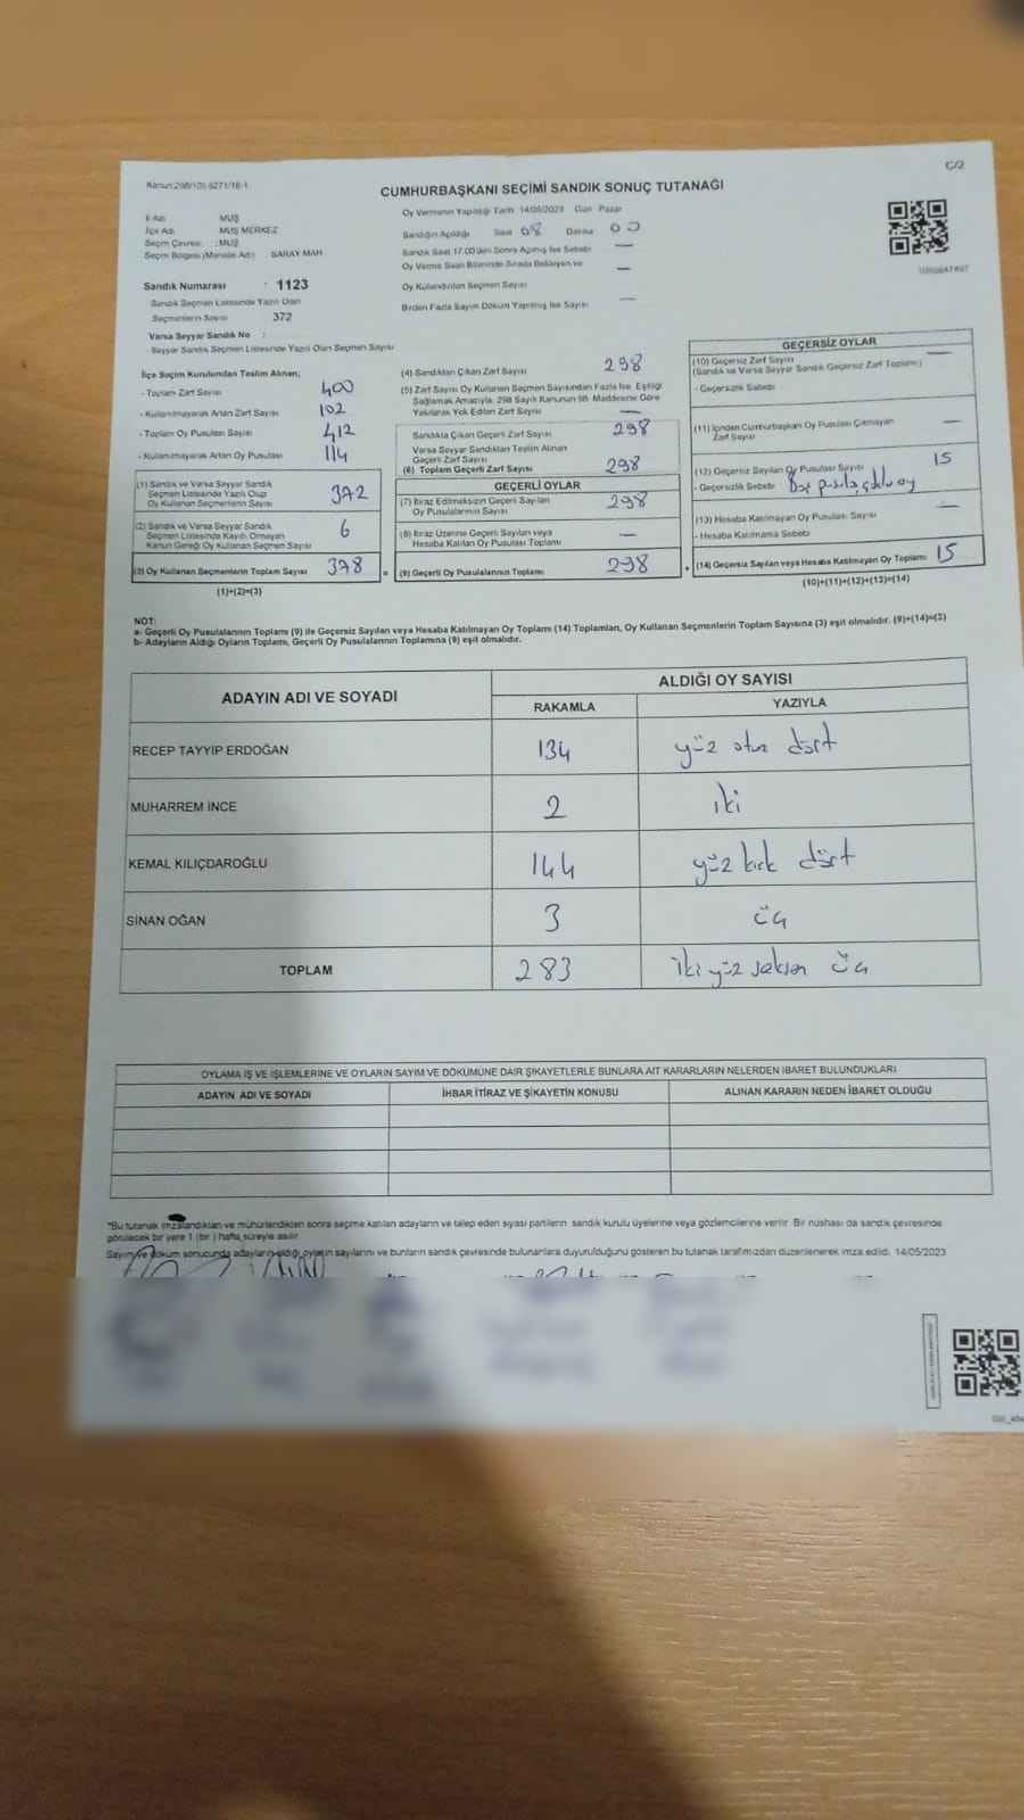 C/2
CUMHURBAŞKANI SEÇİMİ SANDIK SONUÇ TUTANAĞI
İl Adı : MUŞ
İlçe Adı : MUŞ MERKEZ
Seçim Çevresi : MUŞ
Seçim Bölgesi (Mahalle Adı) : SARAY MAH
Sandık Numarası : 1123
Sandık Seçmen Listesinde Yazılı Olan
Seçmenlerin Sayısı 372
Varsa Seyyar Sandık No :
- Seyyar Sandık Seçmen Listesinde Yazılı Olan Seçmen Sayısı
Oy Vermenin Yapıldığı Tarih 14/05/2023 Gün Pazar
Sandığın Açıldığı Saat 08 Dakika 00
Sandık Saat 17.00'den Sonra Açılmış İse Sebebi —
Oy Verme Saati Bitiminde Sırada Bekleyen ve —
Oy Kullandırılan Seçmen Sayısı
Birden Fazla Sayım Döküm Yapılmış İse Sayısı —
İlçe Seçim Kurulundan Teslim Alınan;
- Toplam Zarf Sayısı 400
- Kullanılmayarak Artan Zarf Sayısı 102
- Toplam Oy Pusulası Sayısı 412
- Kullanılmayarak Artan Oy Pusulası 114
(1) Sandık ve Varsa Seyyar Sandık
Seçmen Listesinde Yazılı Olup
Oy Kullanan Seçmenlerin Sayısı 372
(2) Sandık ve Varsa Seyyar Sandık
Seçmen Listesinde Kayıtlı Olmayan
Kanun Gereği Oy Kullanan Seçmen Sayısı 6
(3) Oy Kullanan Seçmenlerin Toplam Sayısı 378
(1)+(2)=(3)
(4) Sandıktan Çıkan Zarf Sayısı 298
(5) Zarf Sayısı Oy Kullanan Seçmen Sayısından Fazla İse, Eşitliği
Sağlamak Amacıyla, 298 Sayılı Kanunun 98. Maddesine Göre
Yakılarak Yok Edilen Zarf Sayısı —
Sandıkta Çıkan Geçerli Zarf Sayısı 298
Varsa Seyyar Sandıktan Teslim Alınan
Geçerli Zarf Sayısı
(6) Toplam Geçerli Zarf Sayısı 298
GEÇERLİ OYLAR
(7) İtiraz Edilmeksizin Geçerli Sayılan
Oy Pusulalarının Sayısı 298
(8) İtiraz Üzerine Geçerli Sayılan veya
Hesaba Katılan Oy Pusulası Toplamı —
(9) Geçerli Oy Pusulalarının Toplamı 298
GEÇERSİZ OYLAR
(10) Geçersiz Zarf Sayısı —
(Sandık ve Varsa Seyyar Sandık Geçersiz Zarf Toplamı)
- Geçersizlik Sebebi
(11) İçinden Cumhurbaşkanı Oy Pusulası Çıkmayan
Zarf Sayısı —
(12) Geçersiz Sayılan Oy Pusulası Sayısı 15
- Geçersizlik Sebebi
(13) Hesaba Katılmayan Oy Pusulası Sayısı —
- Hesaba Katılmama Sebebi
(14) Geçersiz Sayılan veya Hesaba Katılmayan Oy Toplamı 15
(10)+(11)+(12)+(13)=(14)
NOT:
a- Geçerli Oy Pusulalarının Toplamı (9) ile Geçersiz Sayılan veya Hesaba Katılmayan Oy Toplamı (14) Toplamları, Oy Kullanan Seçmenlerin Toplam Sayısına (3) eşit olmalıdır. (9)+(14)=(3)
b- Adayların Aldığı Oyların Toplamı, Geçerli Oy Pusulalarının Toplamına (9) eşit olmalıdır.
ADAYIN ADI VE SOYADI ALDIĞI OY SAYISI
RAKAMLA YAZIYLA
RECEP TAYYIP ERDOĞAN 134 yüz otuz dört
MUHARREM İNCE 2 iki
KEMAL KILIÇDAROĞLU 144 yüz kırk dört
SİNAN OĞAN 3 üç
TOPLAM 283 iki yüz seksen üç
OYLAMA İŞ VE İŞLEMLERİNE VE OYLARIN SAYIM VE DÖKÜMÜNE DAİR ŞİKAYETLERLE BUNLARA AİT KARARLARIN NELERDEN İBARET BULUNDUKLARI
ADAYIN ADI VE SOYADI İHBAR İTİRAZ VE ŞİKAYETİN KONUSU ALINAN KARARIN NEDEN İBARET OLDUĞU
*Bu tutanak imzalandıktan ve mühürlendikten sonra seçime katılan adayların ve talep eden siyasi partilerin sandık kurulu üyelerine veya gözlemcilerine verilir. Bir nüshası da sandık çevresinde
görülecek bir yere 1 (bir) hafta süreyle asılır.
Sayım ve döküm sonucunda adayların aldığı oyların sayılarını ve bunların sandık çevresinde bulunanlara duyurulduğunu gösteren bu tutanak tarafımızdan düzenlenerek imza edildi. 14/05/2023